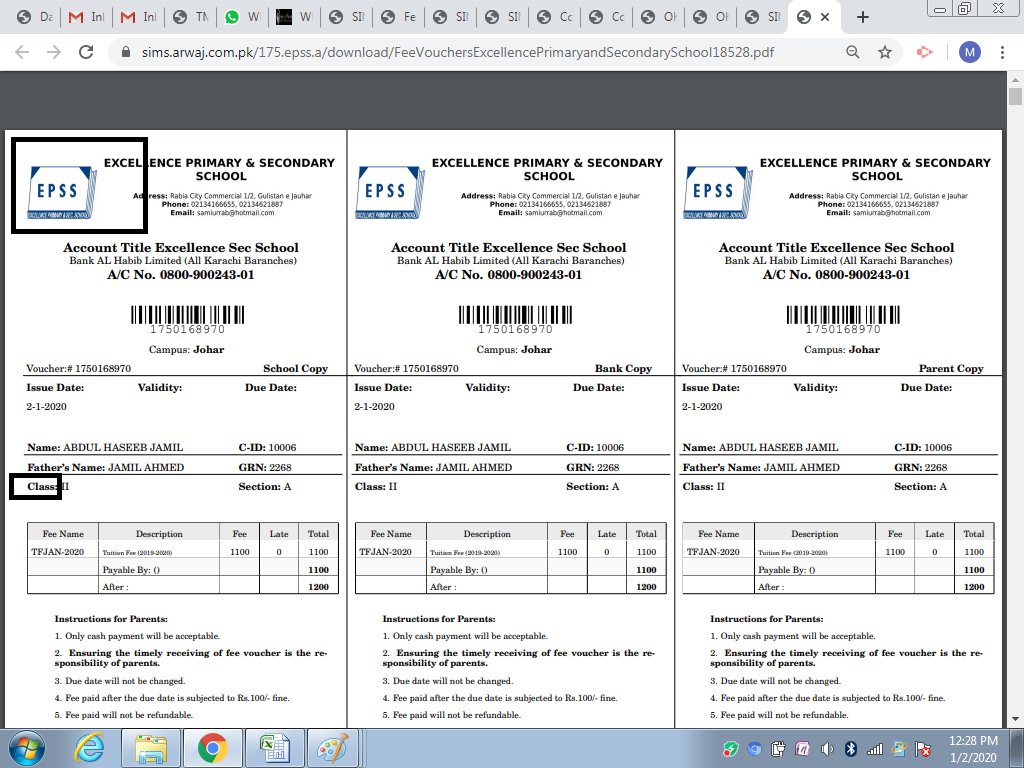 Da
Inl
Inl
TM
W
W
SII
Fe
SII
SII
Cc
Cc
Ol
Ol
SII
sims.arwaj.com.pk/175.epss.a/download/FeeVouchersExcellencePrimaryandSecondarySchool18528.pdf
M
EPSS
EXCELLENCE PRIMARY & SEC SCHOOL
EXCELLENCE PRIMARY & SECONDARY
SCHOOL
Address: Rabia City Commercial 1/2, Gulistan e Jauhar
Phone: 02134166655, 02134621887
Email: samiurrab@hotmail.com
Account Title Excellence Sec School
Bank AL Habib Limited (All Karachi Baranches)
A/C No. 0800-900243-01
1750168970
Campus: Johar
Voucher:# 1750168970 School Copy
Issue Date: Validity: Due Date:
2-1-2020
Name: ABDUL HASEEB JAMIL C-ID: 10006
Father's Name: JAMIL AHMED GRN: 2268
Class: II Section: A
Fee Name Description Fee Late Total
TFJAN-2020 Tuition Fee (2019-2020) 1100 0 1100
Payable By: () 1100
After : 1200
Instructions for Parents:
1. Only cash payment will be acceptable.
2. Ensuring the timely receiving of fee voucher is the re-
sponsibility of parents.
3. Due date will not be changed.
4. Fee paid after the due date is subjected to Rs.100/- fine.
5. Fee paid will not be refundable.
EPSS
EXCELLENCE PRIMARY & SEC SCHOOL
EXCELLENCE PRIMARY & SECONDARY
SCHOOL
Address: Rabia City Commercial 1/2, Gulistan e Jauhar
Phone: 02134166655, 02134621887
Email: samiurrab@hotmail.com
Account Title Excellence Sec School
Bank AL Habib Limited (All Karachi Baranches)
A/C No. 0800-900243-01
1750168970
Campus: Johar
Voucher:# 1750168970 Bank Copy
Issue Date: Validity: Due Date:
2-1-2020
Name: ABDUL HASEEB JAMIL C-ID: 10006
Father's Name: JAMIL AHMED GRN: 2268
Class: II Section: A
Fee Name Description Fee Late Total
TFJAN-2020 Tuition Fee (2019-2020) 1100 0 1100
Payable By: () 1100
After : 1200
Instructions for Parents:
1. Only cash payment will be acceptable.
2. Ensuring the timely receiving of fee voucher is the re-
sponsibility of parents.
3. Due date will not be changed.
4. Fee paid after the due date is subjected to Rs.100/- fine.
5. Fee paid will not be refundable.
EPSS
EXCELLENCE PRIMARY & SEC SCHOOL
EXCELLENCE PRIMARY & SECONDARY
SCHOOL
Address: Rabia City Commercial 1/2, Gulistan e Jauhar
Phone: 02134166655, 02134621887
Email: samiurrab@hotmail.com
Account Title Excellence Sec School
Bank AL Habib Limited (All Karachi Baranches)
A/C No. 0800-900243-01
1750168970
Campus: Johar
Voucher:# 1750168970 Parent Copy
Issue Date: Validity: Due Date:
2-1-2020
Name: ABDUL HASEEB JAMIL C-ID: 10006
Father's Name: JAMIL AHMED GRN: 2268
Class: II Section: A
Fee Name Description Fee Late Total
TFJAN-2020 Tuition Fee (2019-2020) 1100 0 1100
Payable By: () 1100
After : 1200
Instructions for Parents:
1. Only cash payment will be acceptable.
2. Ensuring the timely receiving of fee voucher is the re-
sponsibility of parents.
3. Due date will not be changed.
4. Fee paid after the due date is subjected to Rs.100/- fine.
5. Fee paid will not be refundable.
12:28 PM
1/2/2020